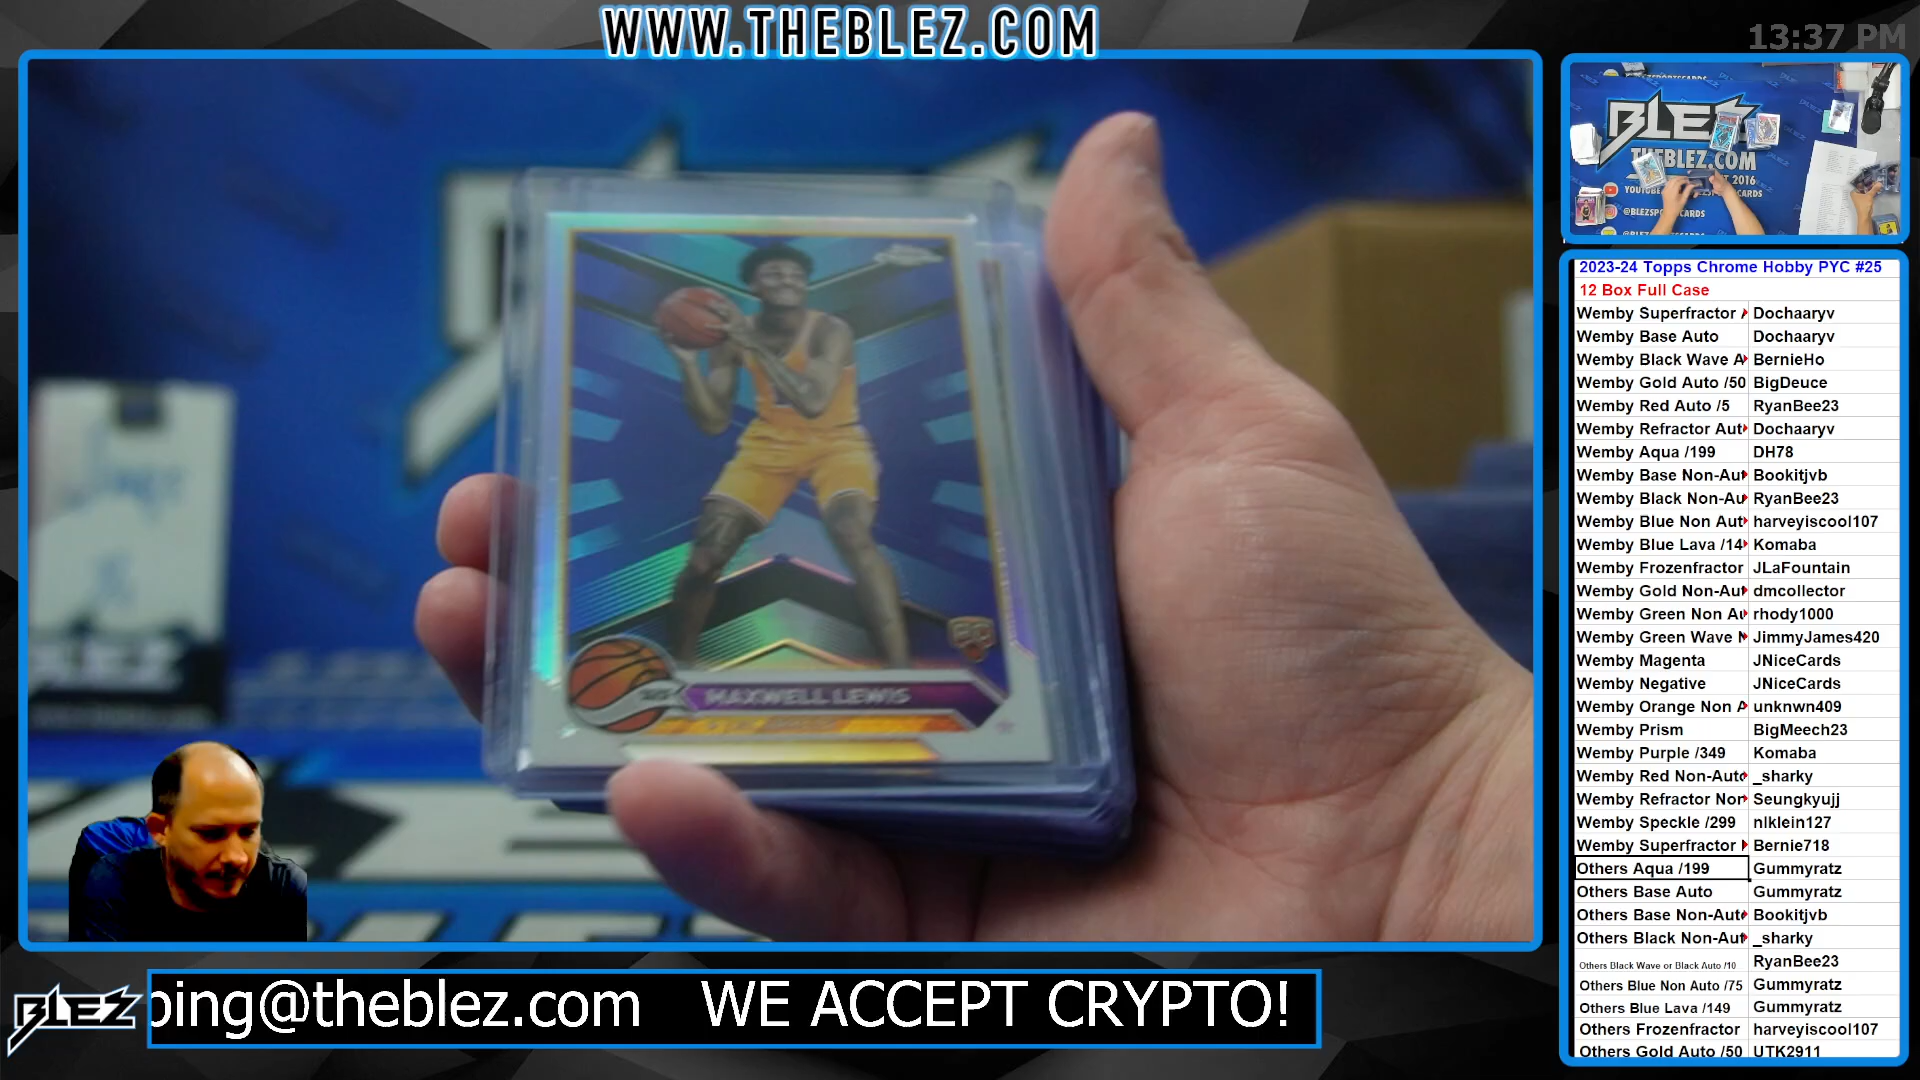 WWW.THEBLEZ.COM
13:37 PM
BLEZ
THEBLEZ.COM
MAXWELL LEWIS
2023-24 Topps Chrome Hobby PYC #25
12 Box Full Case
Wemby Superfractor A Dochaaryv
Wemby Base Auto Dochaaryv
Wemby Black Wave A BernieHo
Wemby Gold Auto /50 BigDeuce
Wemby Red Auto /5 RyanBee23
Wemby Refractor Aut Dochaaryv
Wemby Aqua /199 DH78
Wemby Base Non-Aut Bookitjvb
Wemby Black Non-Au RyanBee23
Wemby Blue Non Aut harveyiscool107
Wemby Blue Lava /14 Komaba
Wemby Frozenfractor JLaFountain
Wemby Gold Non-Aut dmcollector
Wemby Green Non Au rhody1000
Wemby Green Wave N JimmyJames420
Wemby Magenta JNiceCards
Wemby Negative JNiceCards
Wemby Orange Non A unknwn409
Wemby Prism BigMeech23
Wemby Purple /349 Komaba
Wemby Red Non-Auto _sharky
Wemby Refractor Non Seungkyujj
Wemby Speckle /299 nlklein127
Wemby Superfractor Bernie718
Others Aqua /199 Gummyratz
Others Base Auto Gummyratz
Others Base Non-Auto Bookitjvb
Others Black Non-Aut _sharky
Others Black Wave or Black Auto /10 RyanBee23
Others Blue Non Auto /75 Gummyratz
Others Blue Lava /149 Gummyratz
Others Frozenfractor harveyiscool107
Others Gold Auto /50 UTK2911
BLEZ
ping@theblez.com WE ACCEPT CRYPTO!